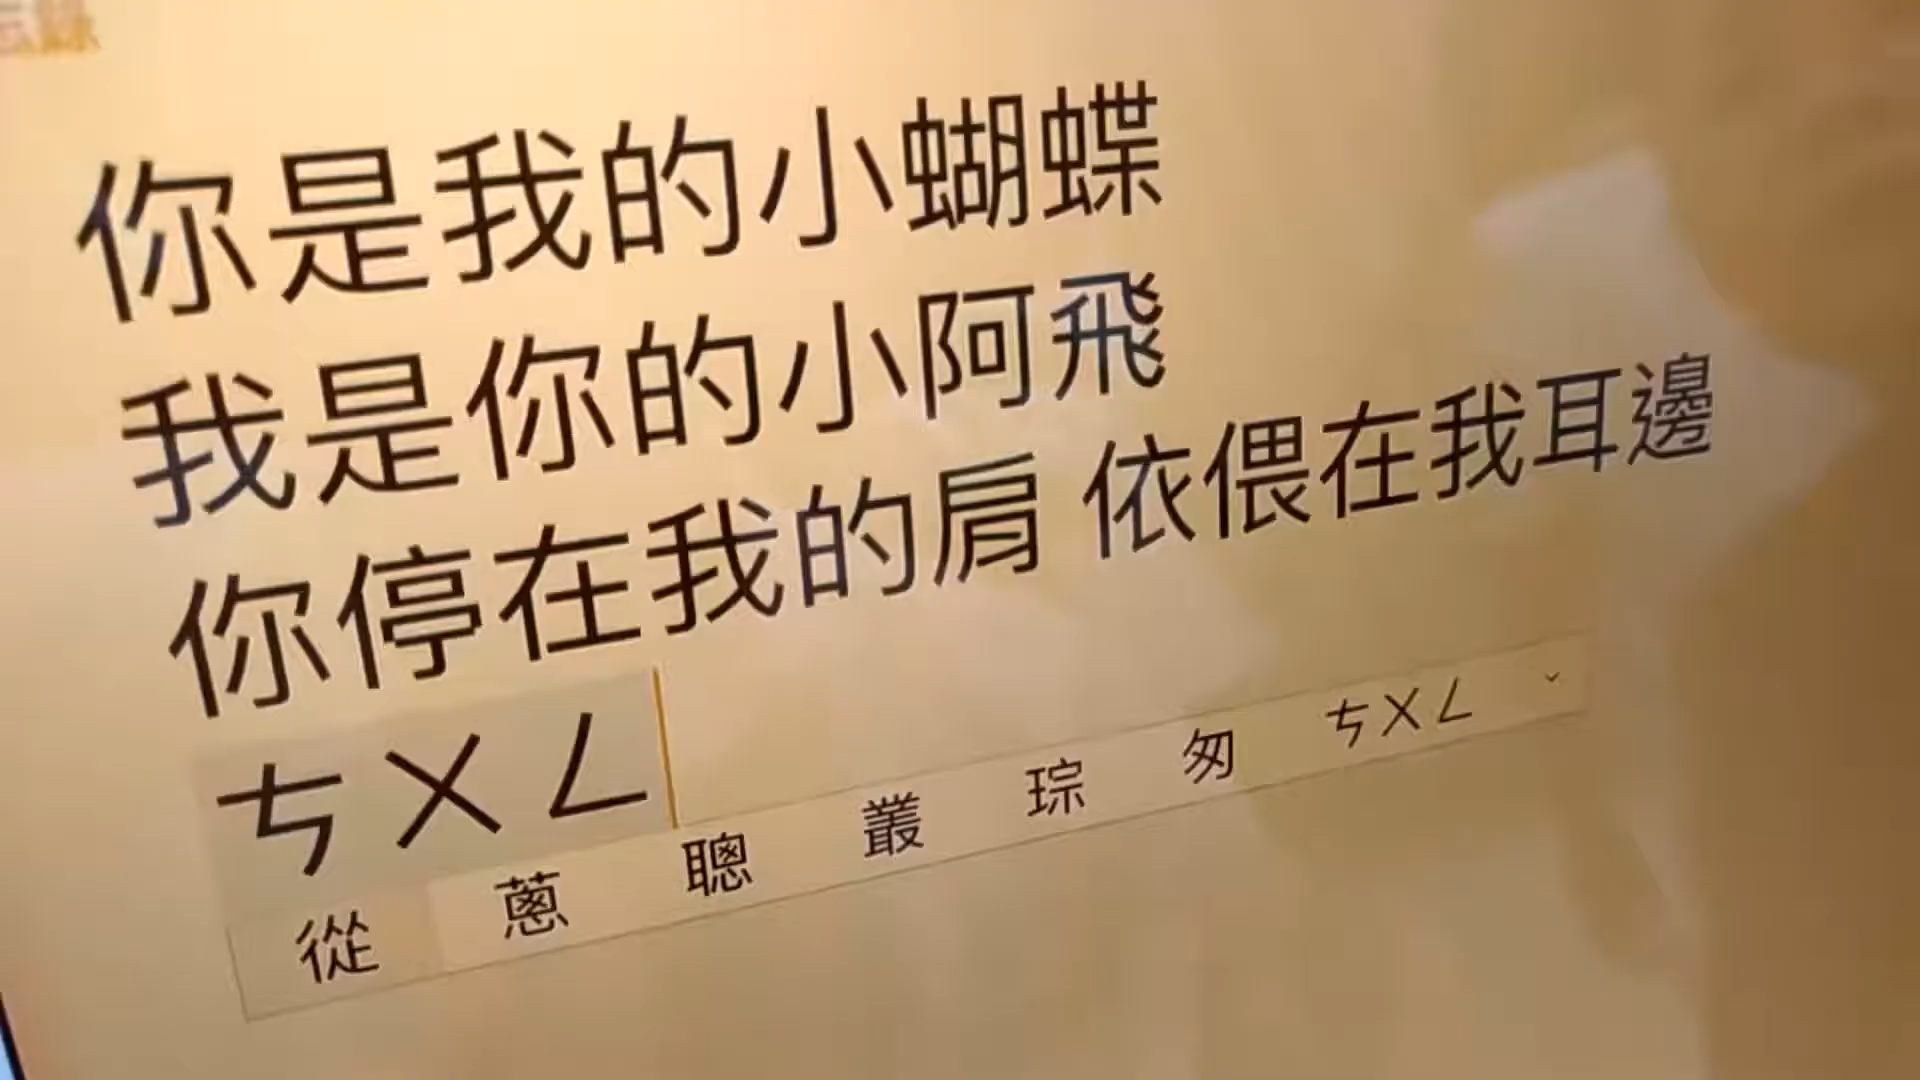 你是我的小蝴蝶
我是你的小阿飛
你停在我的肩 依偎在我耳邊
ㄘㄨㄥ
從 蔥 聰 叢 琮 匆 ㄘㄨㄥ